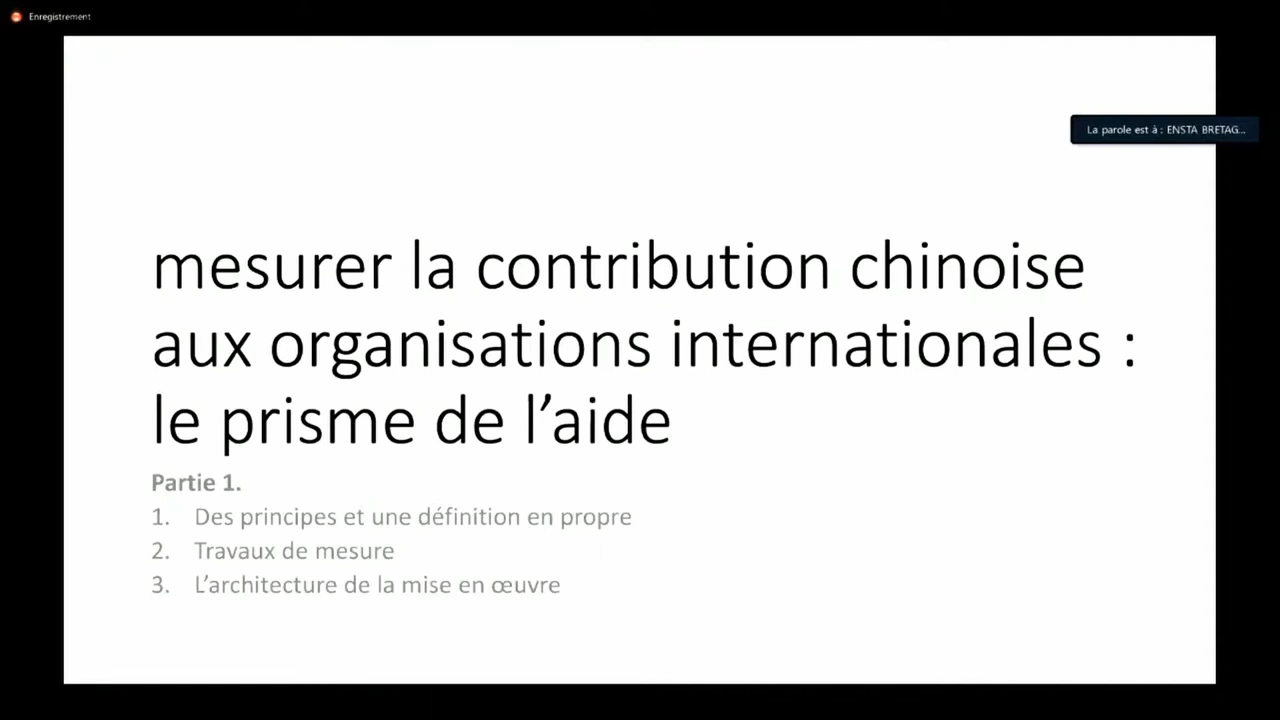 Enregistrement
La parole est à : ENSTA BRETAG...
mesurer la contribution chinoise
aux organisations internationales :
le prisme de l’aide
Partie 1.
1. Des principes et une définition en propre
2. Travaux de mesure
3. L’architecture de la mise en œuvre